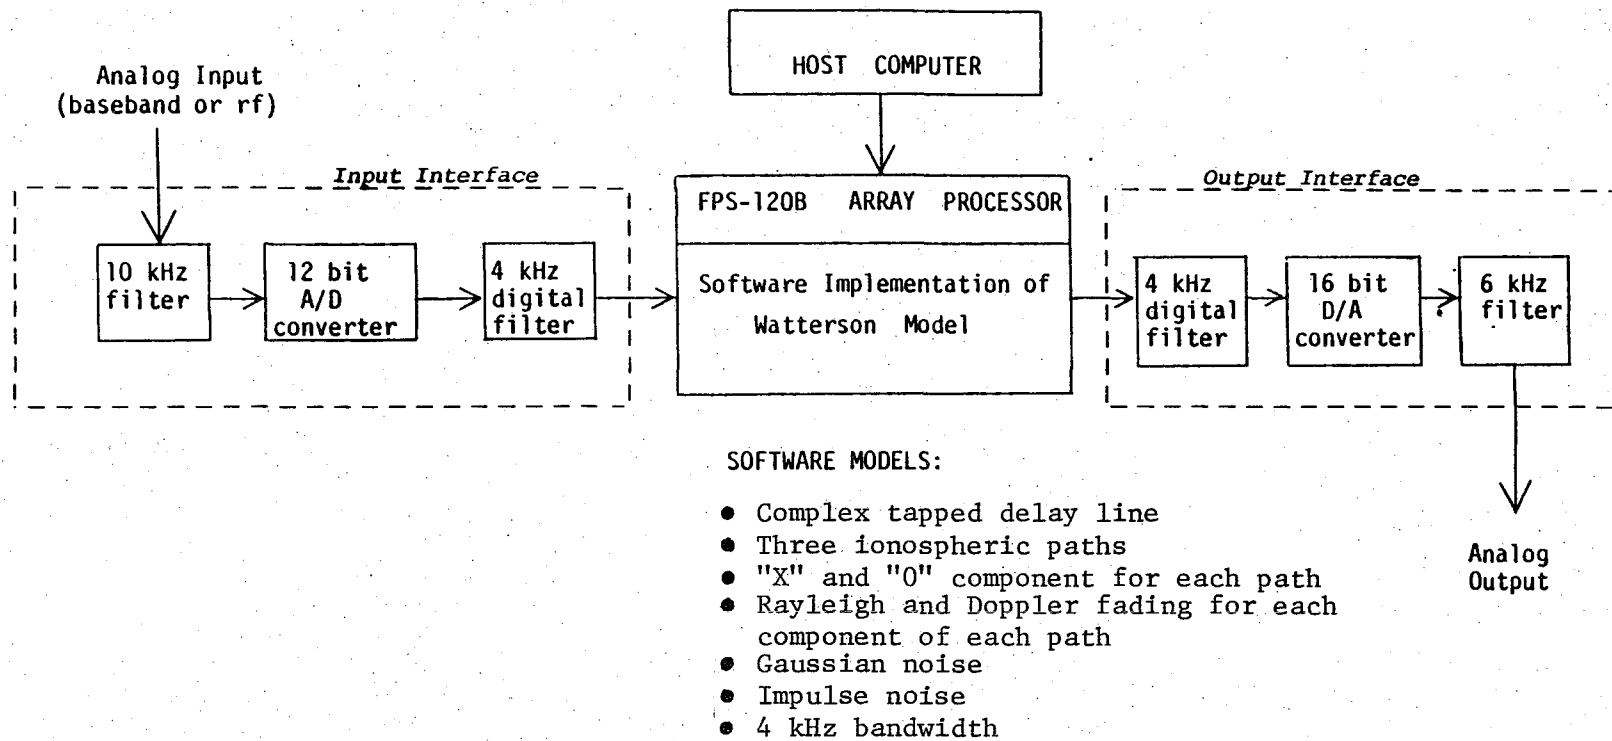 HOST COMPUTER
Analog Input
(baseband or rf)
Input Interface
10 kHz
filter
12 bit
A/D
converter
4 kHz
digital
filter
FPS-120B ARRAY PROCESSOR
Software Implementation of
Watterson Model
Output Interface
4 kHz
digital
filter
16 bit
D/A
converter
6 kHz
filter
Analog
Output
SOFTWARE MODELS:
● Complex tapped delay line
● Three ionospheric paths
● "X" and "0" component for each path
● Rayleigh and Doppler fading for each
component of each path
● Gaussian noise
● Impulse noise
● 4 kHz bandwidth